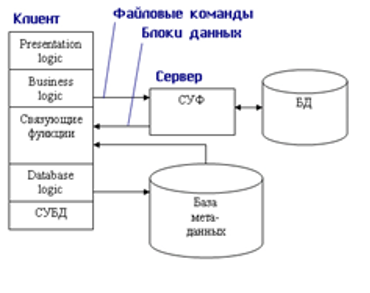 Клиент
Файловые команды
Блоки данных
Presentation
logic
Business
logic
Связующие
функции
Database
logic
СУБД
Сервер
СУФ
БД
База
мета-
данных